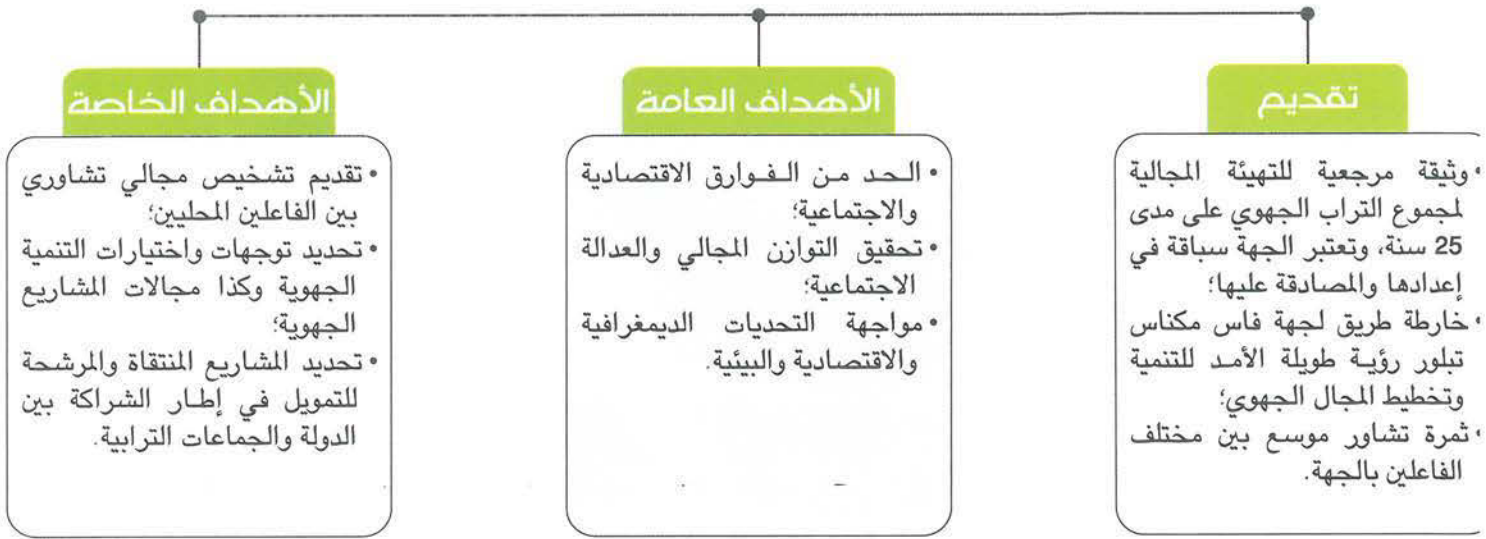 تقديم
• وثيقة مرجعية للتهيئة المجالية
لمجموع التراب الجهوي على مدى
25 سنة، وتعتبر الجهة سباقة في
إعدادها والمصادقة عليها؛
• خارطة طريق لجهة فاس مكناس
تبلور رؤية طويلة الأمد للتنمية
وتخطيط المجال الجهوي؛
• ثمرة تشاور موسع بين مختلف
الفاعلين بالجهة.
الأهداف العامة
• الحد من الفوارق الاقتصادية
والاجتماعية؛
• تحقيق التوازن المجالي والعدالة
الاجتماعية؛
• مواجهة التحديات الديمغرافية
والاقتصادية والبيئية.
الأهداف الخاصة
• تقديم تشخيص مجالي تشاوري
بين الفاعلين المحليين؛
• تحديد توجهات واختيارات التنمية
الجهوية وكذا مجالات المشاريع
الجهوية؛
• تحديد المشاريع المنتقاة والمرشحة
للتمويل في إطار الشراكة بين
الدولة والجماعات الترابية.